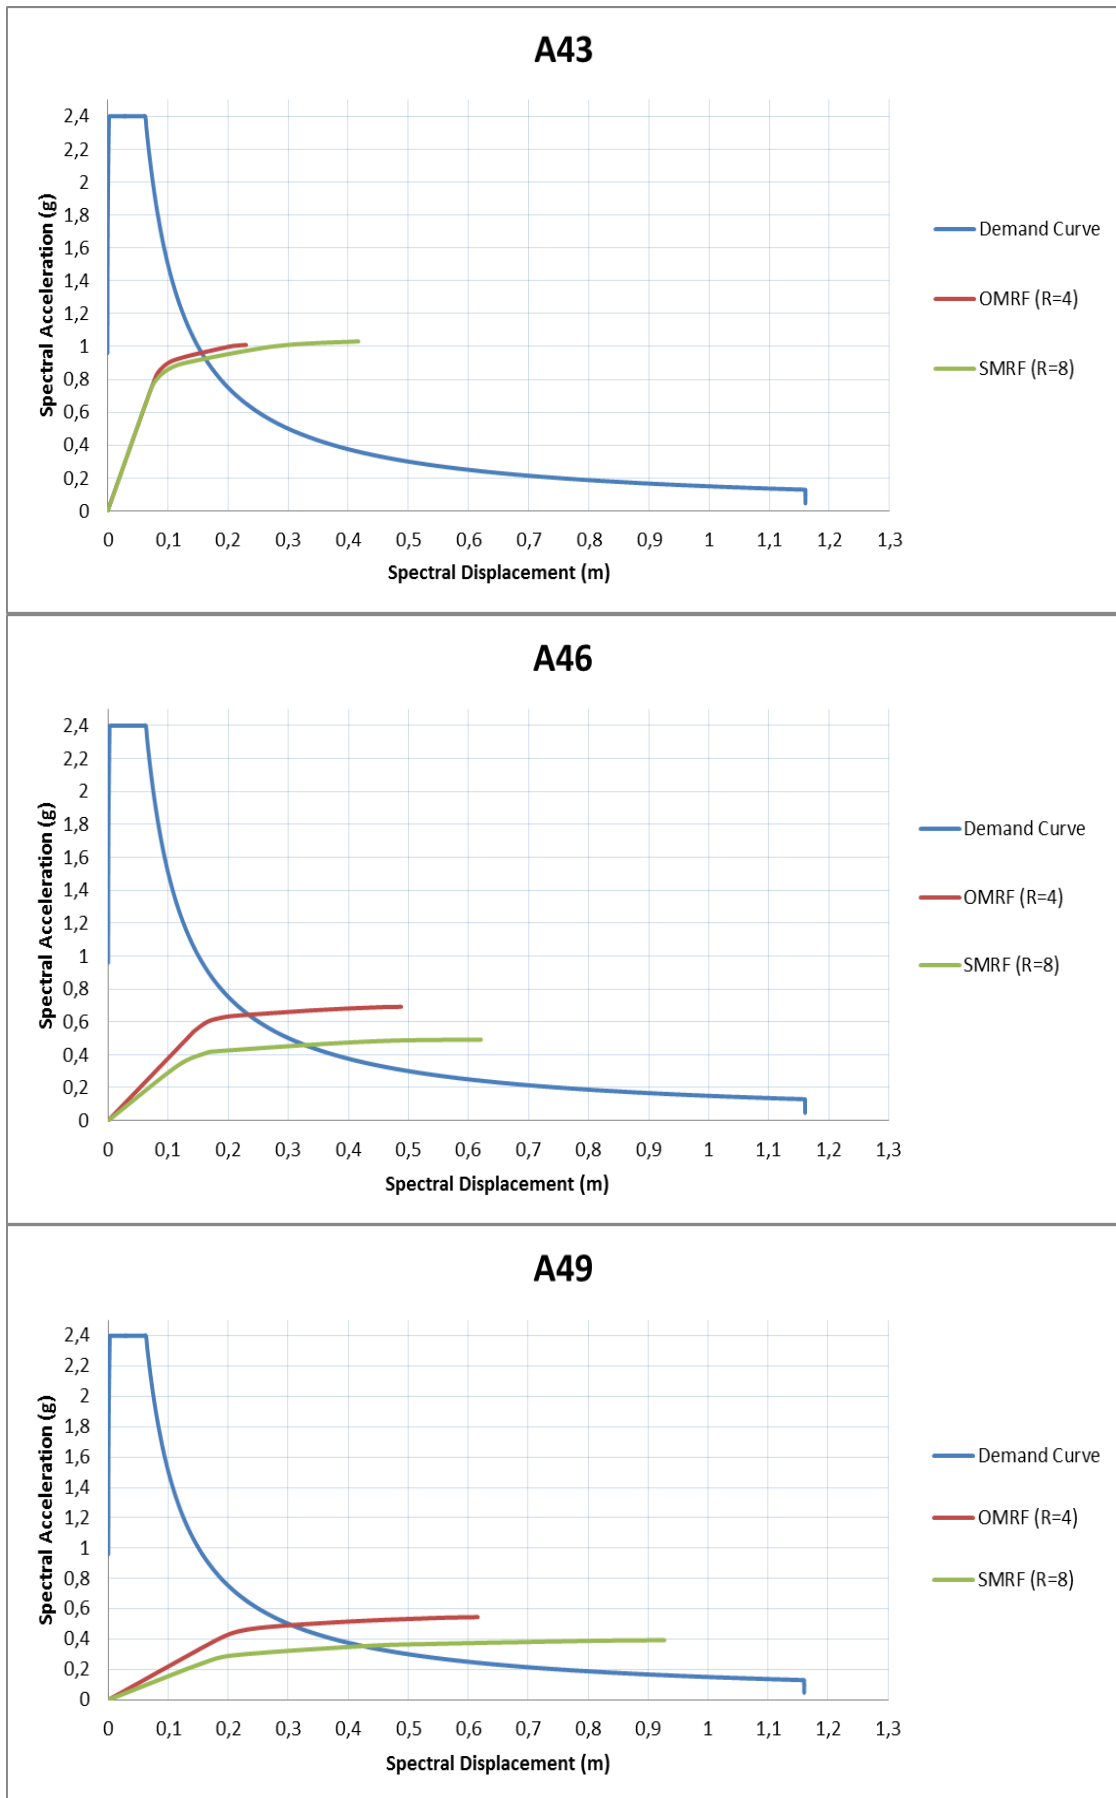 A43
2,4
2,2
2
1,8
1,6
1,4
1,2
1
0,8
0,6
0,4
0,2
0
Spectral Acceleration (g)
0 0,1 0,2 0,3 0,4 0,5 0,6 0,7 0,8 0,9 1 1,1 1,2 1,3
Spectral Displacement (m)
Demand Curve
OMRF (R=4)
SMRF (R=8)
A46
2,4
2,2
2
1,8
1,6
1,4
1,2
1
0,8
0,6
0,4
0,2
0
Spectral Acceleration (g)
0 0,1 0,2 0,3 0,4 0,5 0,6 0,7 0,8 0,9 1 1,1 1,2 1,3
Spectral Displacement (m)
Demand Curve
OMRF (R=4)
SMRF (R=8)
A49
2,4
2,2
2
1,8
1,6
1,4
1,2
1
0,8
0,6
0,4
0,2
0
Spectral Acceleration (g)
0 0,1 0,2 0,3 0,4 0,5 0,6 0,7 0,8 0,9 1 1,1 1,2 1,3
Spectral Displacement (m)
Demand Curve
OMRF (R=4)
SMRF (R=8)